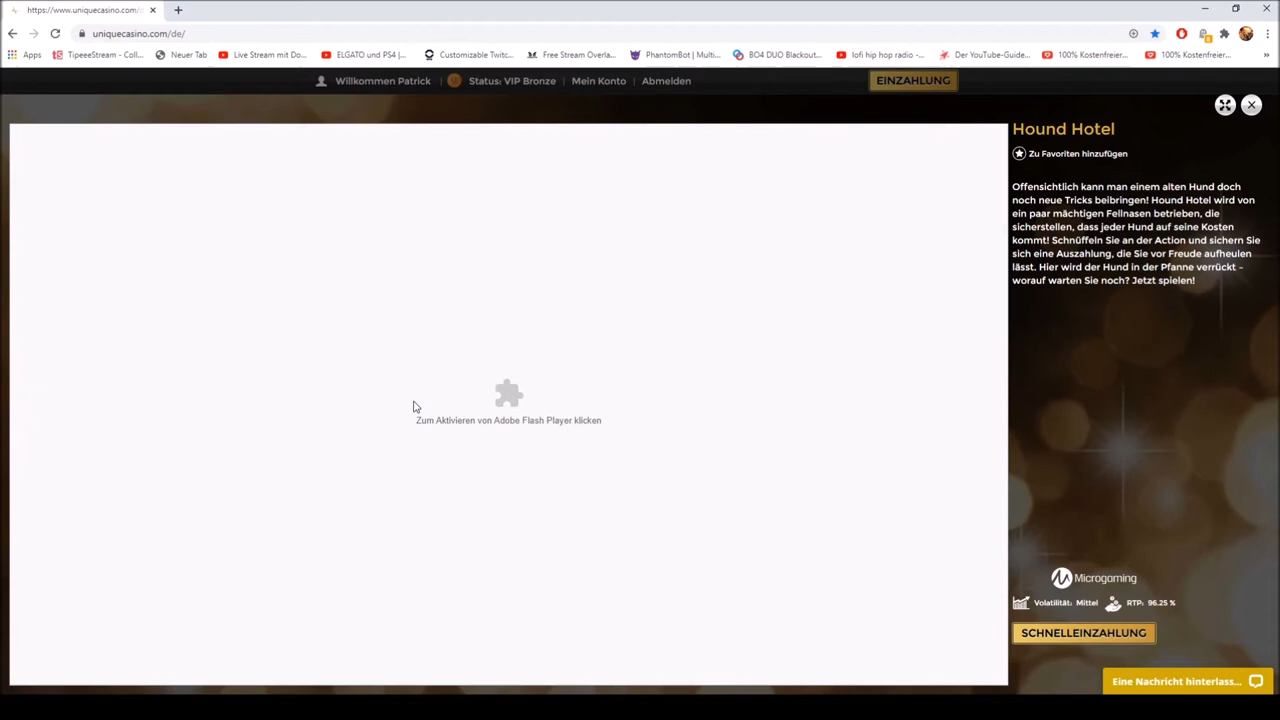 https://www.uniquecasino.com/d
uniquecasino.com/de/
Apps
TipeeeStream - Coll...
Neuer Tab
Live Stream mit Do...
ELGATO und PS4 |...
Customizable Twitc...
Free Stream Overla...
PhantomBot | Multi...
BO4 DUO Blackout...
lofi hip hop radio -...
Der YouTube-Guide...
100% Kostenfreier...
100% Kostenfreier...
»
Willkommen Patrick | Status: VIP Bronze | Mein Konto | Abmelden
EINZAHLUNG
Hound Hotel
Zu Favoriten hinzufügen
Offensichtlich kann man einem alten Hund doch
noch neue Tricks beibringen! Hound Hotel wird von
ein paar mächtigen Fellnasen betrieben, die
sicherstellen, dass jeder Hund auf seine Kosten
kommt! Schnüffeln Sie an der Action und sichern Sie
sich eine Auszahlung, die Sie vor Freude aufheulen
lässt. Hier wird der Hund in der Pfanne verrückt –
worauf warten Sie noch? Jetzt spielen!
Zum Aktivieren von Adobe Flash Player klicken
Microgaming
Volatilität: Mittel
RTP: 96.25 %
SCHNELLEINZAHLUNG
Eine Nachricht hinterlass...